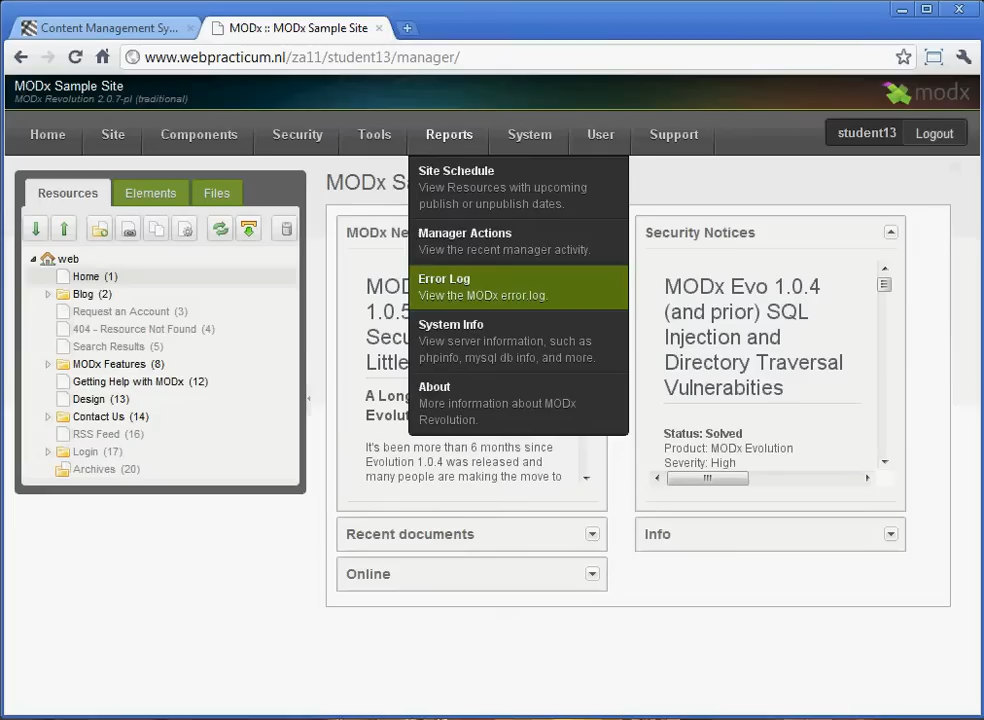 Content Management Sy...
MODx :: MODx Sample Site
www.webpracticum.nl/za11/student13/manager/
MODx Sample Site
MODx Revolution 2.0.7-pl (traditional)
modx
Home
Site
Components
Security
Tools
Reports
System
User
Support
student13
Logout
Resources
Elements
Files
web
Home (1)
Blog (2)
Request an Account (3)
404 - Resource Not Found (4)
Search Results (5)
MODx Features (8)
Getting Help with MODx (12)
Design (13)
Contact Us (14)
RSS Feed (16)
Login (17)
Archives (20)
Site Schedule
View Resources with upcoming
publish or unpublish dates.
Manager Actions
View the recent manager activity.
Error Log
View the MODx error.log.
System Info
View server information, such as
phpinfo, mysql db info, and more.
About
More information about MODx
Revolution.
MODx S
MODx Ne
MOD
1.0.5
Secu
Little
A Long
Evolut
It's been more than 6 months since
Evolution 1.0.4 was released and
many people are making the move to
Recent documents
Online
Security Notices
MODx Evo 1.0.4
(and prior) SQL
Injection and
Directory Traversal
Vulnerabities
Status: Solved
Product: MODx Evolution
Severity: High
Info